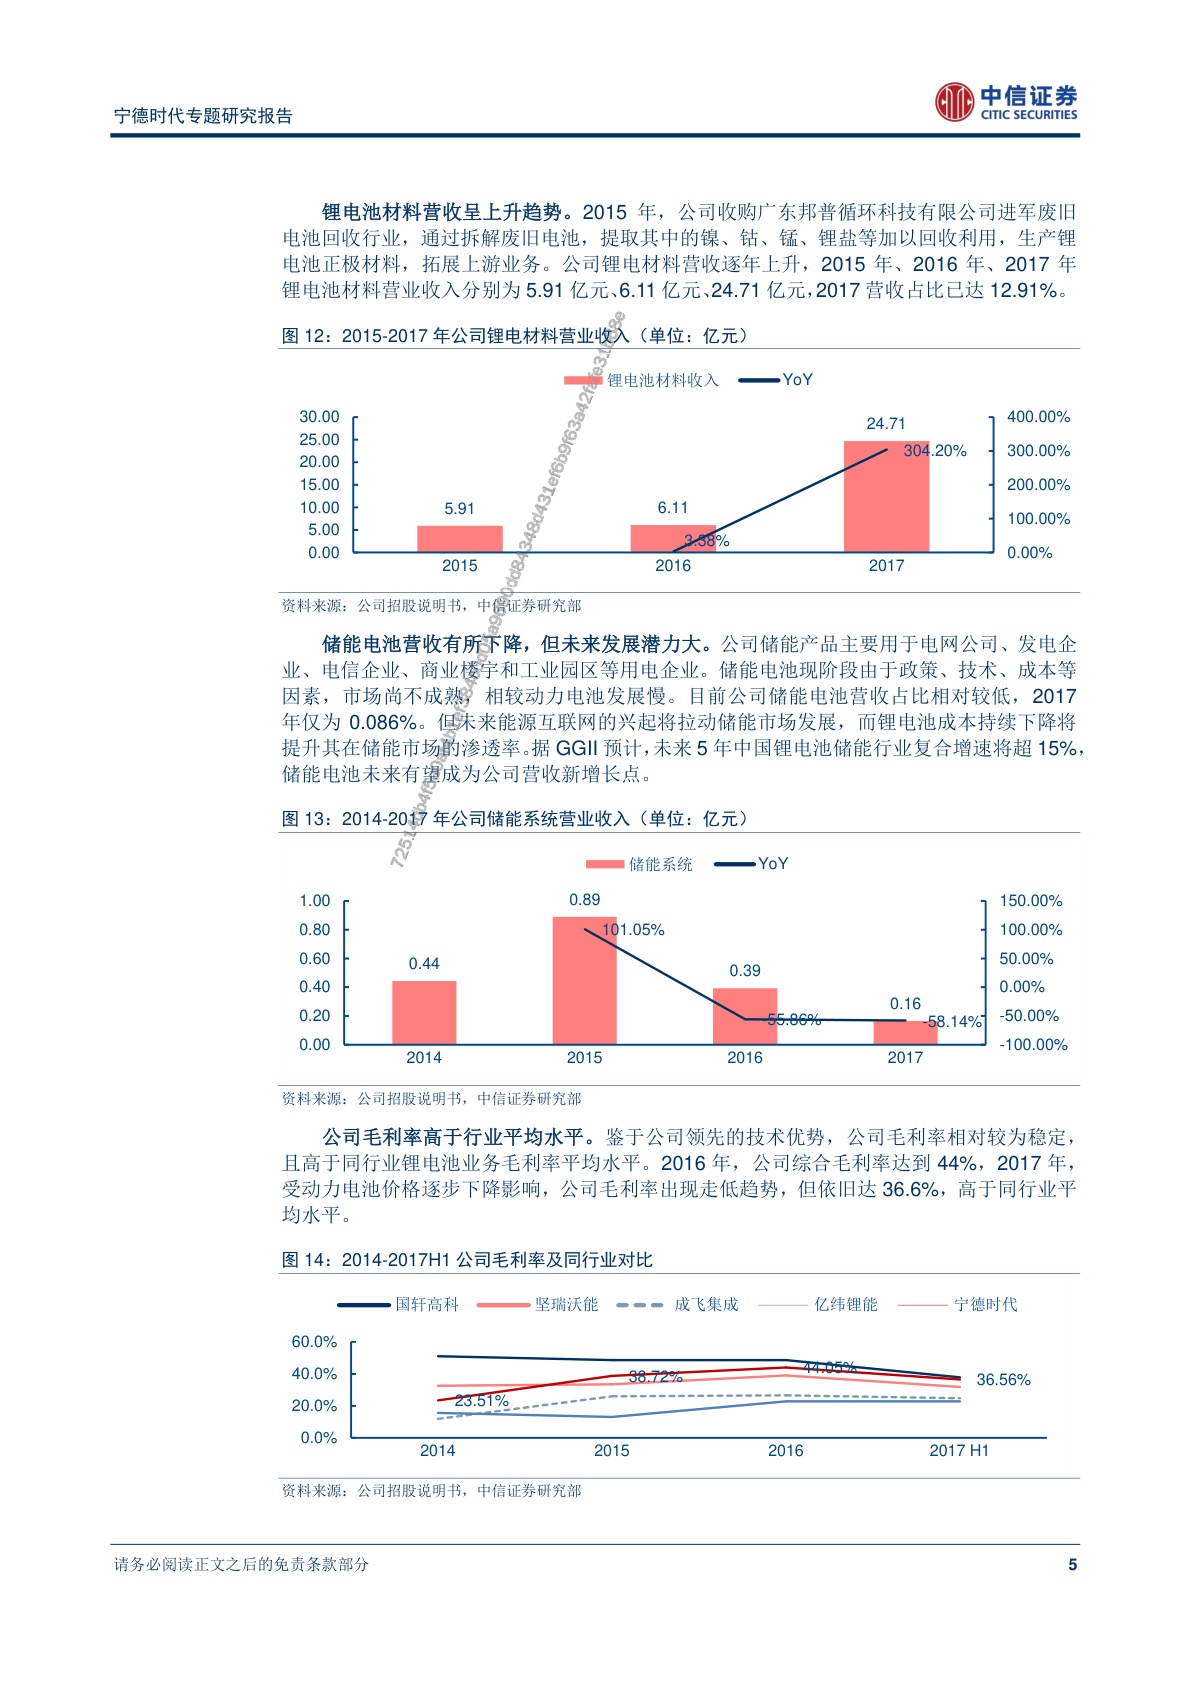 宁德时代专题研究报告
中信证券
CITIC SECURITIES
锂电池材料营收呈上升趋势。2015 年，公司收购广东邦普循环科技有限公司进军废旧
电池回收行业，通过拆解废旧电池，提取其中的镍、钴、锰、锂盐等加以回收利用，生产锂
电池正极材料，拓展上游业务。公司锂电材料营收逐年上升，2015 年、2016 年、2017 年
锂电池材料营业收入分别为 5.91 亿元、6.11 亿元、24.71 亿元，2017 营收占比已达 12.91%。
图 12：2015-2017 年公司锂电材料营业收入（单位：亿元）
锂电池材料收入 YoY
30.00 400.00%
25.00 300.00%
20.00 200.00%
15.00 100.00%
10.00 0.00%
5.00
0.00
5.91 6.11 24.71
3.38% 304.20%
2015 2016 2017
资料来源：公司招股说明书，中信证券研究部
储能电池营收有所下降，但未来发展潜力大。公司储能产品主要用于电网公司、发电企
业、电信企业、商业楼宇和工业园区等用电企业。储能电池现阶段由于政策、技术、成本等
因素，市场尚不成熟，相较动力电池发展慢。目前公司储能电池营收占比相对较低，2017
年仅为 0.086%。但未来能源互联网的兴起将拉动储能市场发展，而锂电池成本持续下降将
提升其在储能市场的渗透率。据 GGII 预计，未来 5 年中国锂电池储能行业复合增速将超 15%，
储能电池未来有望成为公司营收新增长点。
图 13：2014-2017 年公司储能系统营业收入（单位：亿元）
储能系统 YoY
1.00 150.00%
0.80 100.00%
0.60 50.00%
0.40 0.00%
0.20 -50.00%
0.00 -100.00%
0.44 0.89 0.39 0.16
101.05% -55.86% -58.14%
2014 2015 2016 2017
资料来源：公司招股说明书，中信证券研究部
公司毛利率高于行业平均水平。鉴于公司领先的技术优势，公司毛利率相对较为稳定，
且高于同行业锂电池业务毛利率平均水平。2016 年，公司综合毛利率达到 44%，2017 年，
受动力电池价格逐步下降影响，公司毛利率出现走低趋势，但依旧达 36.6%，高于同行业平
均水平。
图 14：2014-2017H1 公司毛利率及同行业对比
国轩高科 坚瑞沃能 成飞集成 亿纬锂能 宁德时代
60.0%
40.0%
20.0%
0.0%
23.51% 38.72% 44.05% 36.56%
2014 2015 2016 2017 H1
资料来源：公司招股说明书，中信证券研究部
请务必阅读正文之后的免责条款部分 5